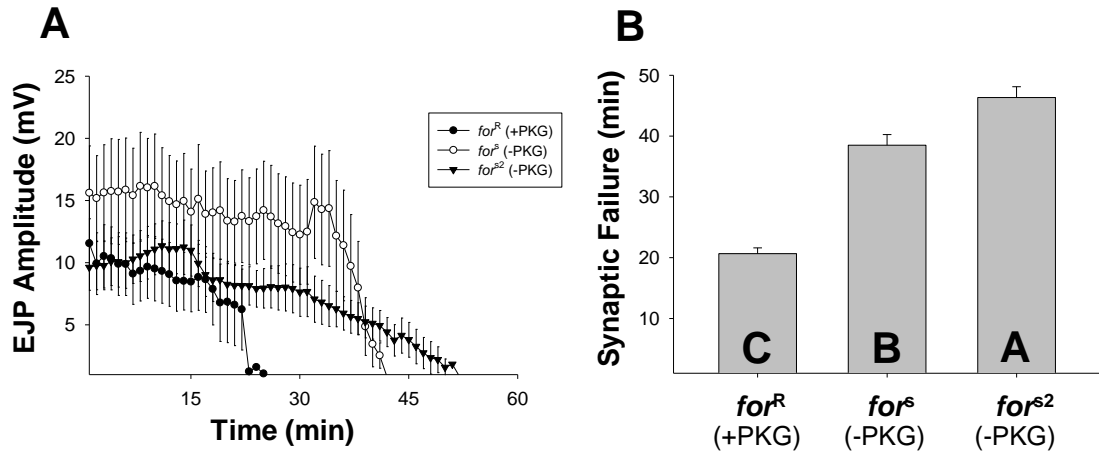 A
EJP Amplitude (mV)
25
20
15
10
5
15
30
45
60
Time (min)
forR (+PKG)
fors (-PKG)
fors2 (-PKG)
B
Synaptic Failure (min)
50
40
30
20
10
C
B
A
forR
(+PKG)
fors
(-PKG)
fors2
(-PKG)